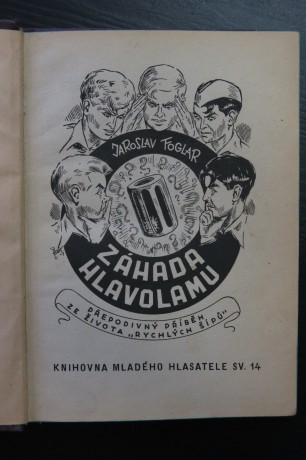 JAROSLAV FOGLAR
ZÁHADA
HLAVOLAMU
PŘEPODIVNÝ PŘÍBĚH
ZE ŽIVOTA „RYCHLÝCH ŠÍPŮ“
KNIHOVNA MLADÉHO HLASATELE SV. 14